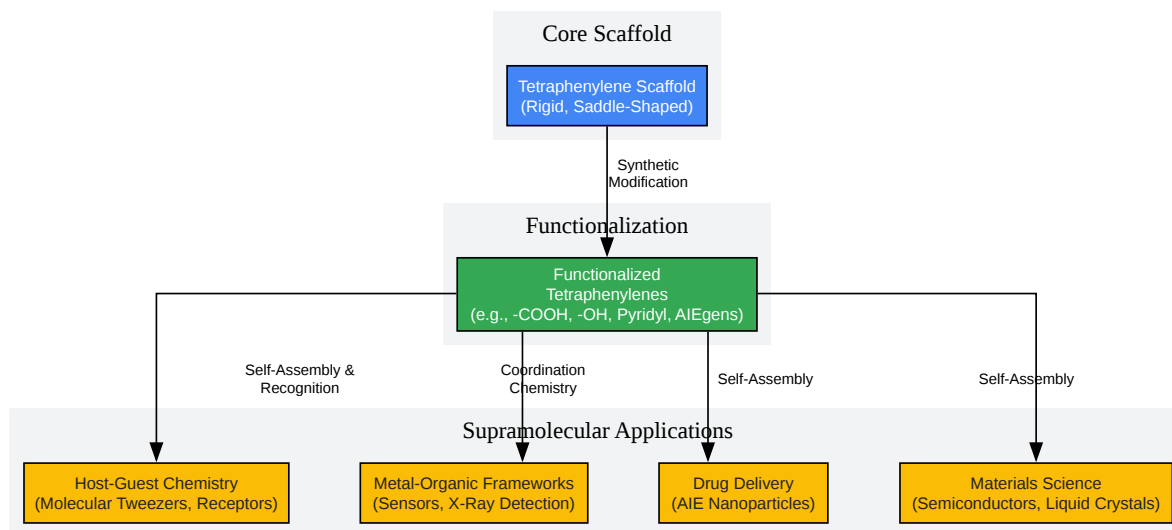 Core Scaffold
Tetraphenylene Scaffold
(Rigid, Saddle-Shaped)
Synthetic
Modification
Functionalization
Functionalized
Tetraphenylenes
(e.g., -COOH, -OH, Pyridyl, AIEgens)
Self-Assembly &
Recognition
Coordination
Chemistry
Self-Assembly
Self-Assembly
Supramolecular Applications
Host-Guest Chemistry
(Molecular Tweezers, Receptors)
Metal-Organic Frameworks
(Sensors, X-Ray Detection)
Drug Delivery
(AIE Nanoparticles)
Materials Science
(Semiconductors, Liquid Crystals)